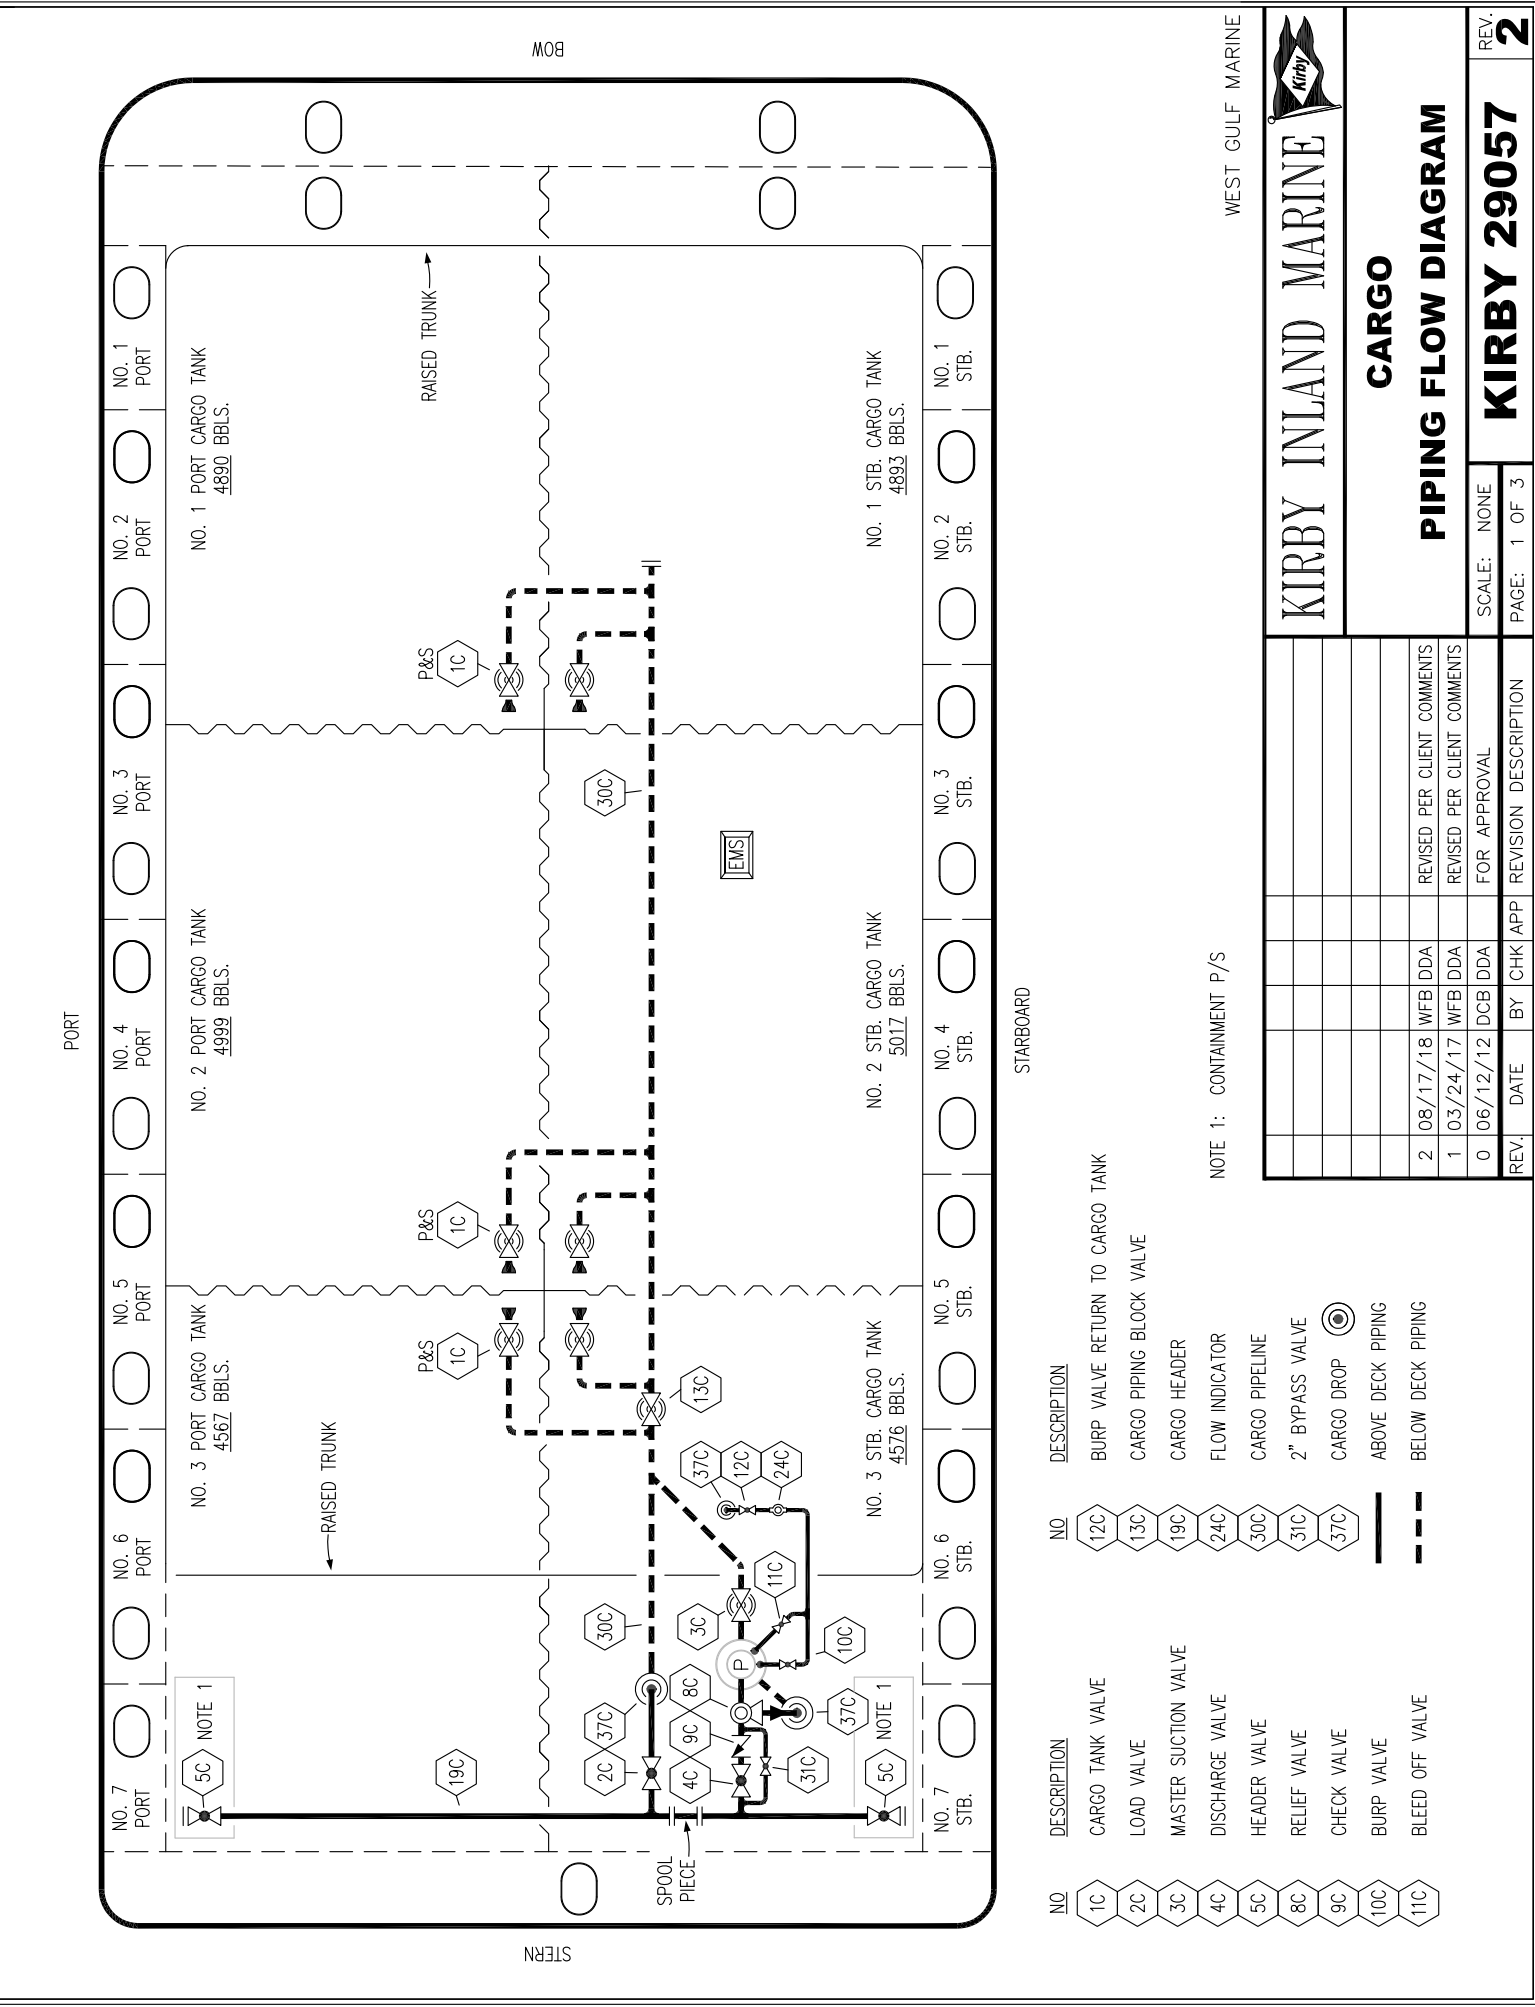 PORT
STERN
BOW
STARBOARD
NO. 7
PORT
NO. 6
PORT
NO. 5
PORT
NO. 4
PORT
NO. 3
PORT
NO. 2
PORT
NO. 1
PORT
5C
NOTE 1
NO. 3 PORT CARGO TANK
4567 BBLS.
NO. 2 PORT CARGO TANK
4999 BBLS.
NO. 1 PORT CARGO TANK
4890 BBLS.
RAISED TRUNK
RAISED TRUNK
19C
P&S
1C
P&S
1C
P&S
1C
2C
37C
30C
30C
SPOOL
PIECE
4C
9C
8C
3C
13C
37C
12C
24C
EMS
11C
31C
37C
10C
5C
NOTE 1
NO. 3 STB. CARGO TANK
4576 BBLS.
NO. 2 STB. CARGO TANK
5017 BBLS.
NO. 1 STB. CARGO TANK
4893 BBLS.
P
NO. 7
STB.
NO. 6
STB.
NO. 5
STB.
NO. 4
STB.
NO. 3
STB.
NO. 2
STB.
NO. 1
STB.
NO DESCRIPTION
1C CARGO TANK VALVE
2C LOAD VALVE
3C MASTER SUCTION VALVE
4C DISCHARGE VALVE
5C HEADER VALVE
8C RELIEF VALVE
9C CHECK VALVE
10C BURP VALVE
11C BLEED OFF VALVE
NO DESCRIPTION
12C BURP VALVE RETURN TO CARGO TANK
13C CARGO PIPING BLOCK VALVE
19C CARGO HEADER
24C FLOW INDICATOR
30C CARGO PIPELINE
31C 2" BYPASS VALVE
37C CARGO DROP
ABOVE DECK PIPING
BELOW DECK PIPING
NOTE 1: CONTAINMENT P/S
WEST GULF MARINE
2 08/17/18 WFB DDA REVISED PER CLIENT COMMENTS
1 03/24/17 WFB DDA REVISED PER CLIENT COMMENTS
0 06/12/12 DCB DDA FOR APPROVAL
REV. DATE BY CHK APP REVISION DESCRIPTION
KIRBY INLAND MARINE
Kirby
CARGO
PIPING FLOW DIAGRAM
SCALE: NONE
PAGE: 1 OF 3
KIRBY 29057
REV.
2